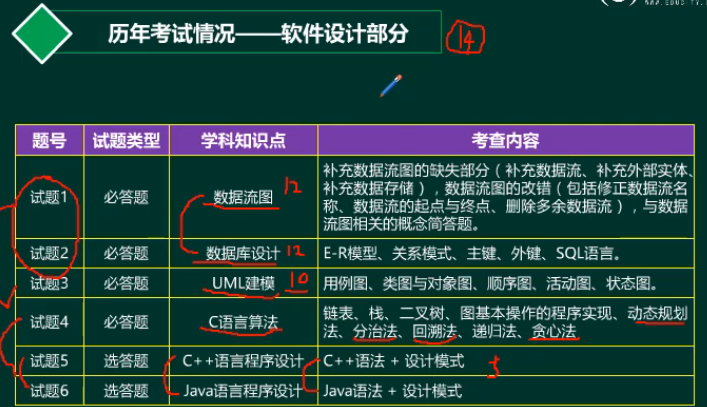 历年考试情况——软件设计部分
14
题号 试题类型 学科知识点 考查内容
试题1 必答题 数据流图 12 补充数据流图的缺失部分（补充数据流、补充外部实体、
补充数据存储），数据流图的改错（包括修正数据流名
称、数据流的起点与终点、删除多余数据流），与数据
流图相关的概念简答题。
试题2 必答题 数据库设计 12 E-R模型、关系模式、主键、外键、SQL语言。
试题3 必答题 UML建模 10 用例图、类图与对象图、顺序图、活动图、状态图。
试题4 必答题 C语言算法 链表、栈、二叉树、图基本操作的程序实现、动态规划
法、分治法、回溯法、递归法、贪心法
试题5 选答题 C++语言程序设计 C++语法 + 设计模式
试题6 选答题 Java语言程序设计 Java语法 + 设计模式